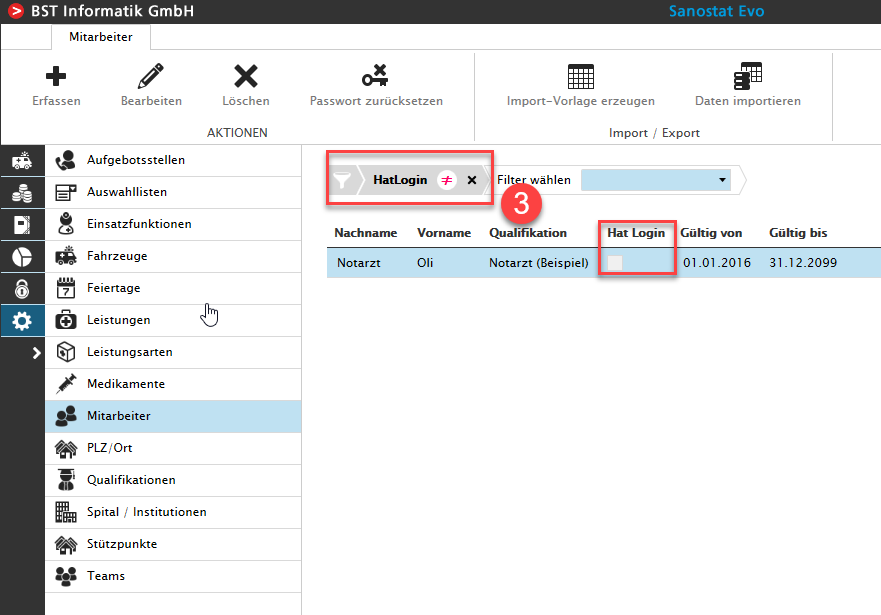 BST Informatik GmbH
Sanostat Evo
Mitarbeiter
Erfassen
Bearbeiten
Löschen
Passwort zurücksetzen
AKTIONEN
Import-Vorlage erzeugen
Daten importieren
Import / Export
Aufgebotsstellen
Auswahllisten
Einsatzfunktionen
Fahrzeuge
7
Feiertage
Leistungen
Leistungsarten
Medikamente
Mitarbeiter
PLZ/Ort
Qualifikationen
Spital / Institutionen
Stützpunkte
Teams
HatLogin ≠ Filter wählen
3
Nachname Vorname Qualifikation Hat Login Gültig von Gültig bis
Notarzt Oli Notarzt (Beispiel) 01.01.2016 31.12.2099